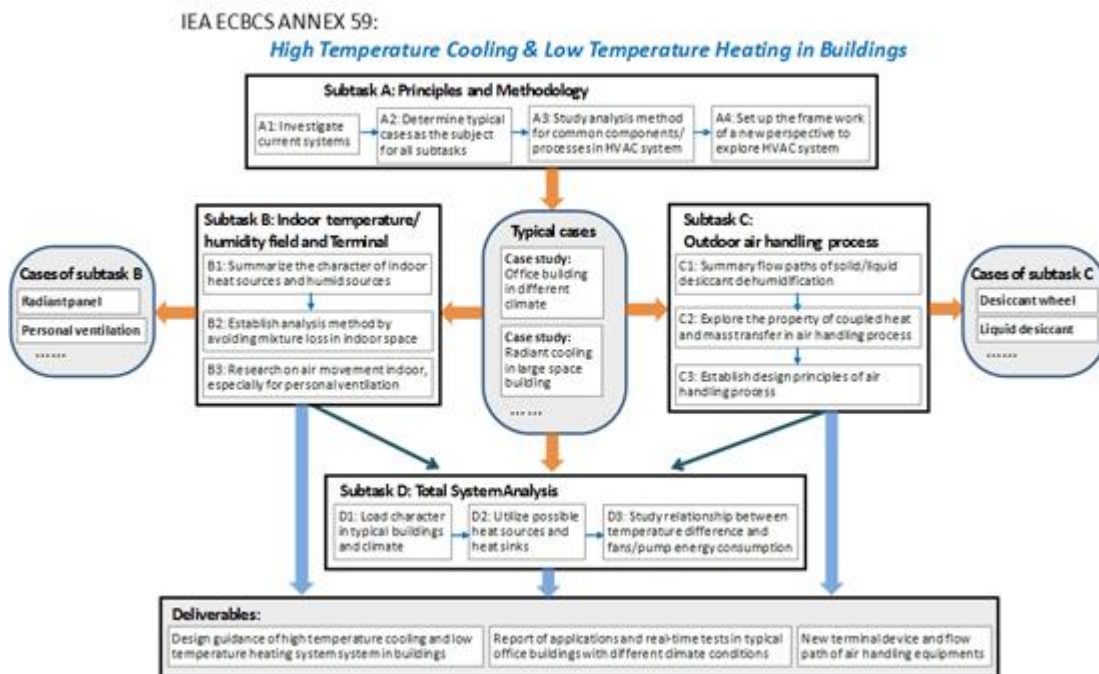 IEA ECBCS ANNEX 59:
High Temperature Cooling & Low Temperature Heating in Buildings
Subtask A: Principles and Methodology
A1: Investigate
current systems
A2: Determine typical
cases as the subject
for all subtasks
A3: Study analysis method
for common components/
processes in HVAC system
A4: Set up the frame work
of a new perspective to
explore HVAC system
Cases of subtask B
Radiant panel
Personal ventilation
......
Subtask B: Indoor temperature/
humidity field and Terminal
B1: Summarize the character of indoor
heat sources and humid sources
B2: Establish analysis method by
avoiding mixture loss in indoor space
B3: Research on air movement indoor,
especially for personal ventilation
Typical cases
Case study:
Office building
in different
climate
Case study:
Radiant cooling
in large space
building
... ...
Subtask C:
Outdoor air handling process
C1: Summary flow paths of solid/liquid
desiccant dehumidification
C2: Explore the property of coupled heat
and mass transfer in air handling process
C3: Establish design principles of air
handling process
Cases of subtask C
Desiccant wheel
Liquid desiccant
......
Subtask D: Total System Analysis
D1: Load character
in typical buildings
and climate
D2: Utilize possible
heat sources and
heat sinks
D3: Study relationship between
temperature difference and
fans/pump energy consumption
Deliverables:
Design guidance of high temperature cooling and low
temperature heating system system in buildings
Report of applications and real-time tests in typical
office buildings with different climate conditions
New terminal device and flow
path of air handling equipments